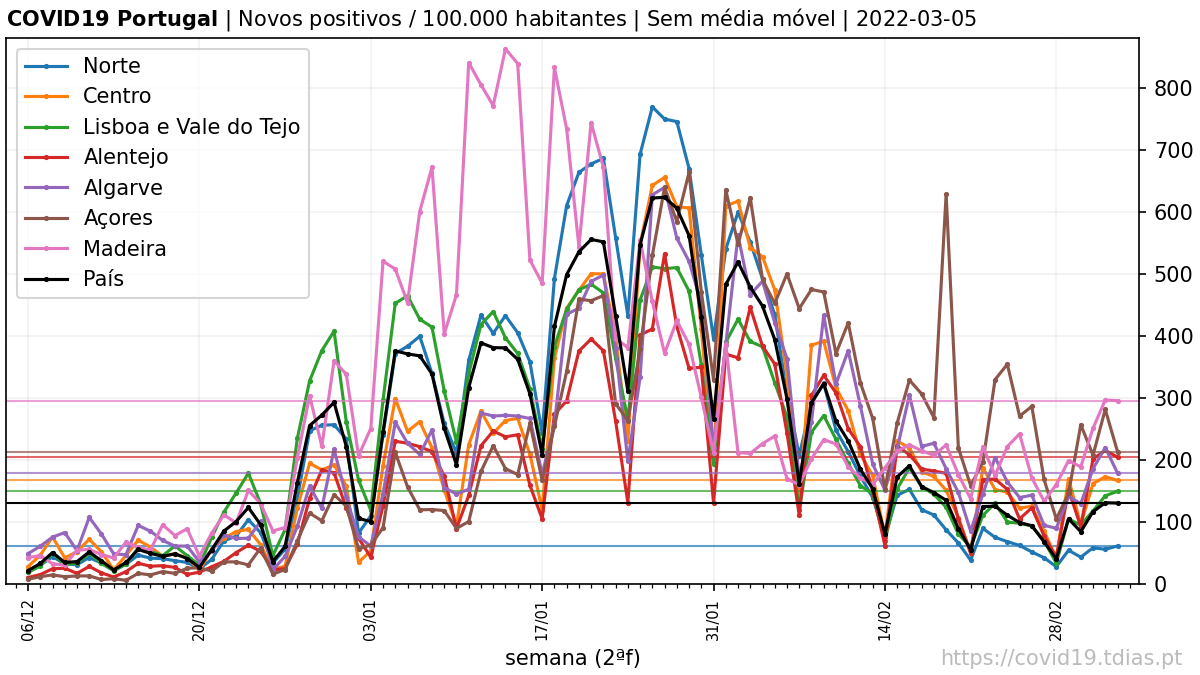 COVID19 Portugal | Novos positivos / 100.000 habitantes | Sem média móvel | 2022-03-05
Norte
Centro
Lisboa e Vale do Tejo
Alentejo
Algarve
Açores
Madeira
País
800
700
600
500
400
300
200
100
0
06/12
20/12
03/01
17/01
31/01
14/02
28/02
semana (2ªf)
https://covid19.tdias.pt